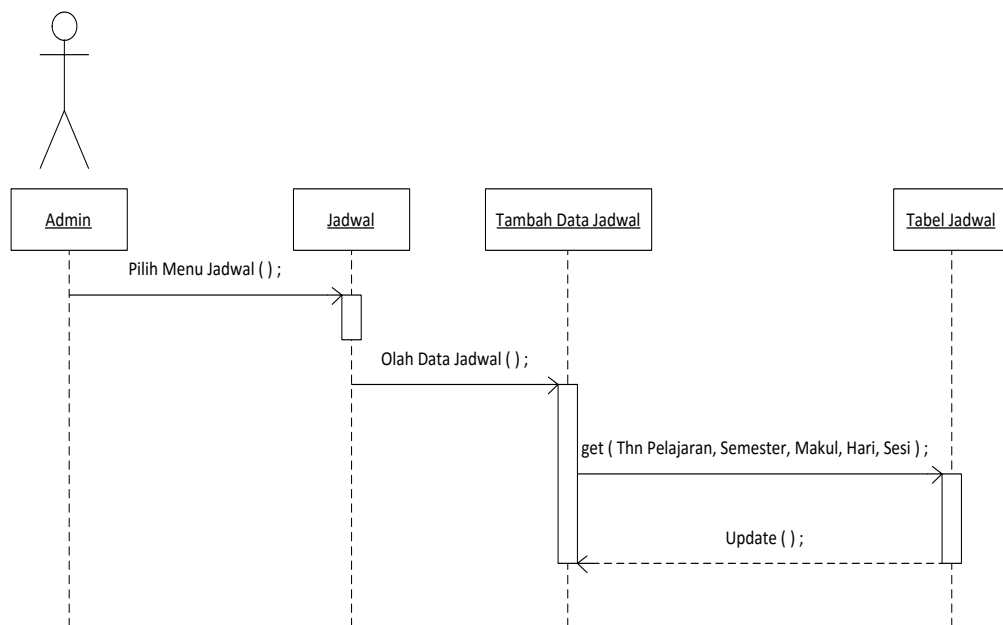 Admin
Jadwal
Tambah Data Jadwal
Tabel Jadwal
Pilih Menu Jadwal ( ) ;
Olah Data Jadwal ( ) ;
get ( Thn Pelajaran, Semester, Makul, Hari, Sesi ) ;
Update ( ) ;